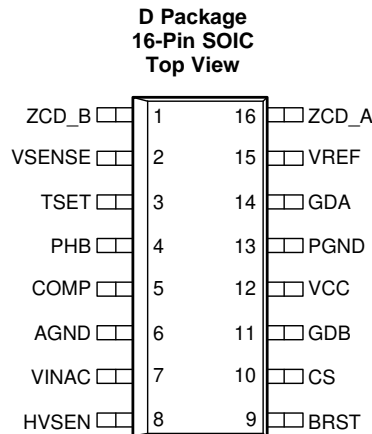 D Package
16-Pin SOIC
Top View
ZCD_B 1 16 ZCD_A
VSENSE 2 15 VREF
TSET 3 14 GDA
PHB 4 13 PGND
COMP 5 12 VCC
AGND 6 11 GDB
VINAC 7 10 CS
HVSEN 8 9 BRST